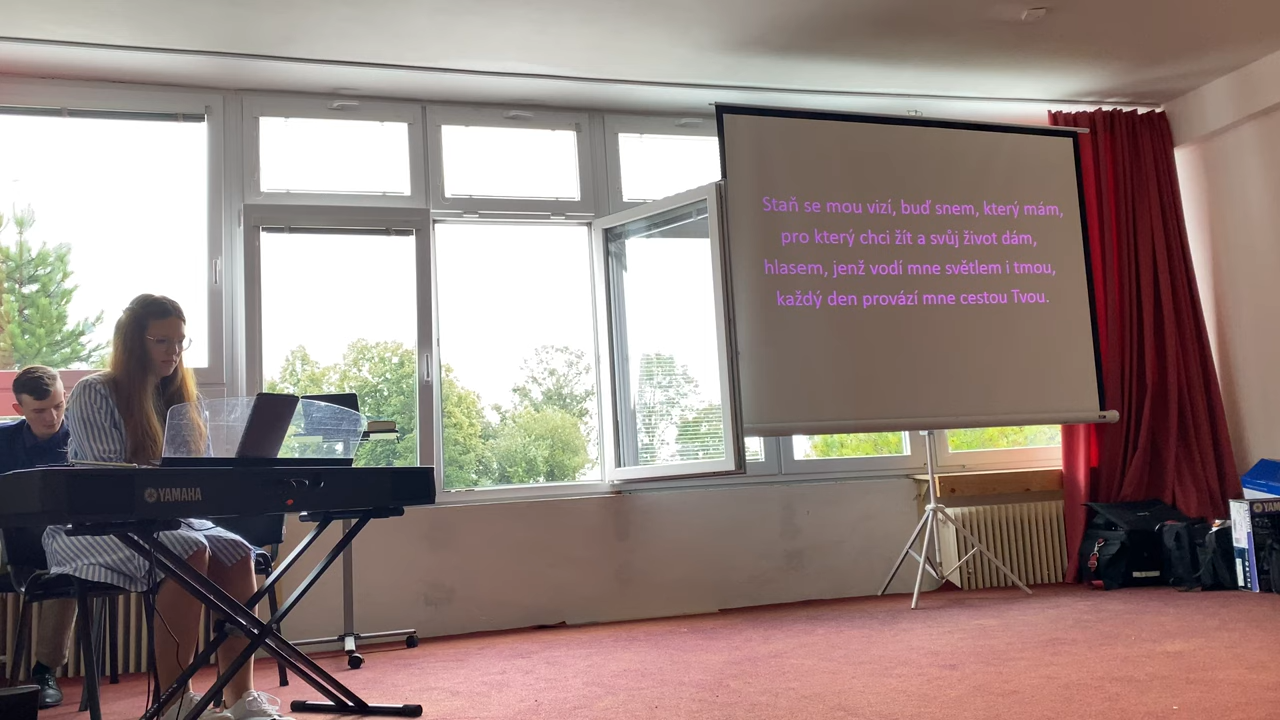 Staň se mou vizí, buď snem, který mám,
pro který chci žít a svůj život dám,
hlasem, jenž vodí mne světlem i tmou,
každý den provází mne cestou Tvou.
YAMAHA